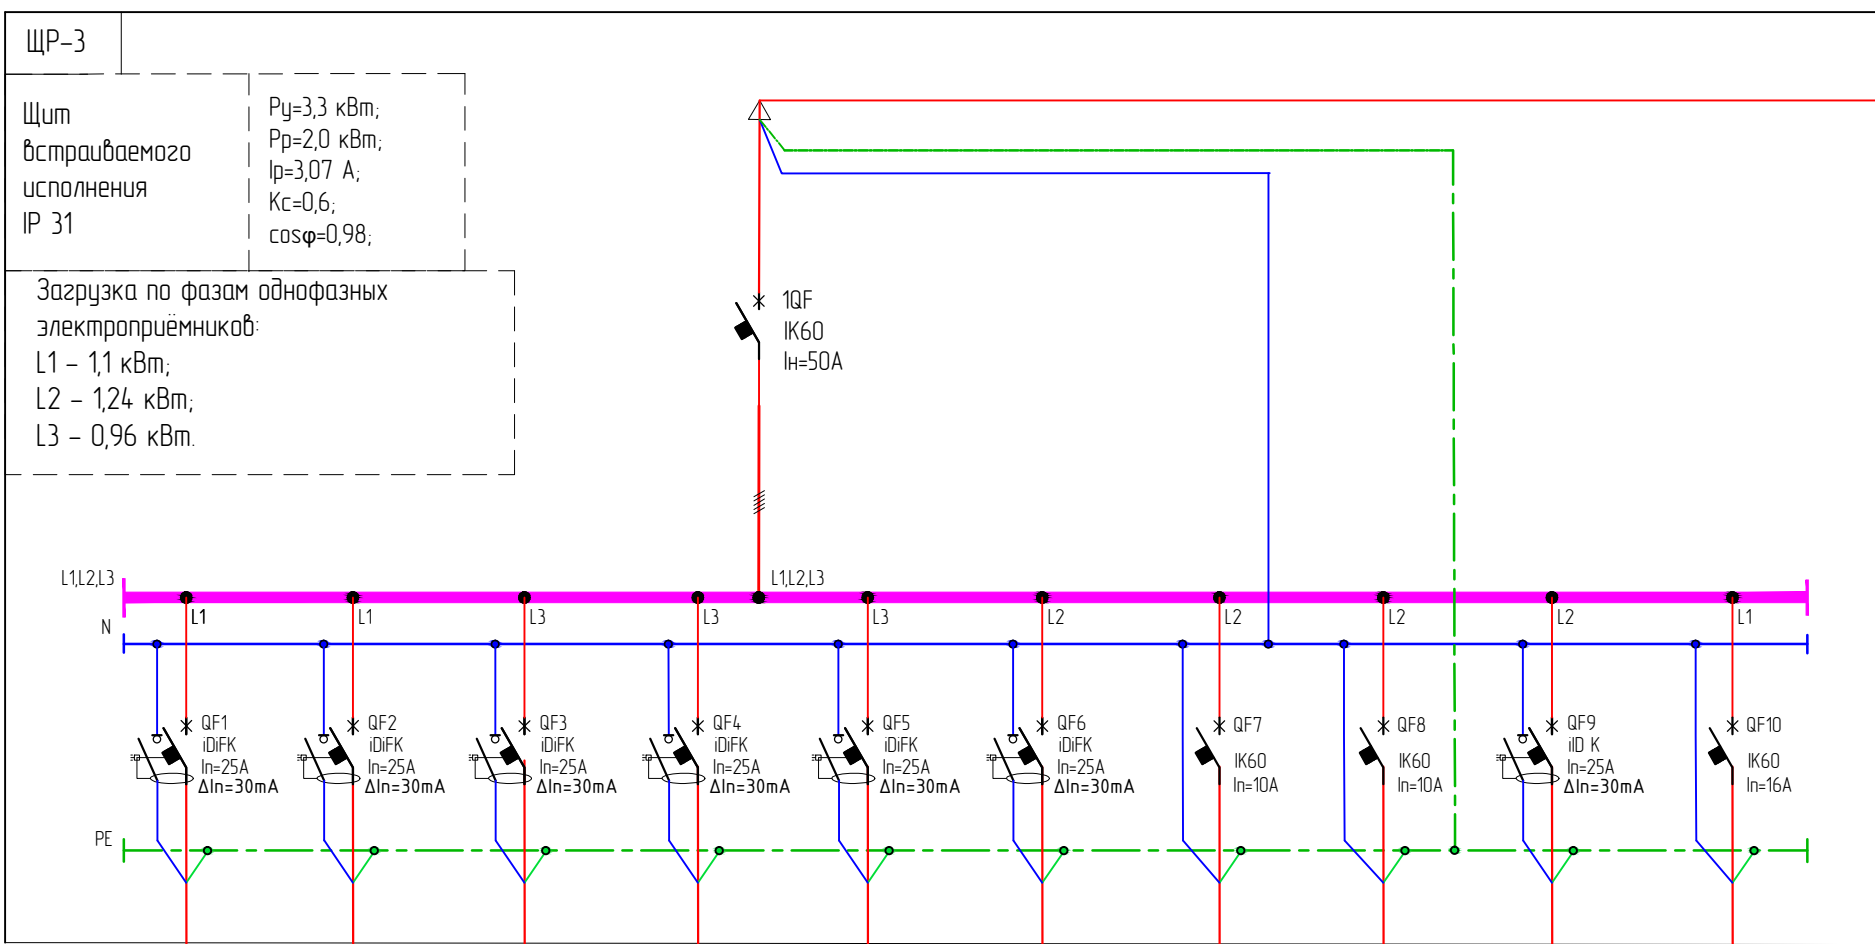 ЩР-3
Щит
встраиваемого
исполнения
IP 31
Ру=3,3 кВт;
Рр=2,0 кВт;
Iр=3,07 А;
Кс=0,6;
cosφ=0,98;
Загрузка по фазам однофазных
электроприёмников:
L1 - 1,1 кВт;
L2 - 1,24 кВт;
L3 - 0,96 кВт.
1QF
IK60
Iн=50А
L1,L2,L3
L1,L2,L3
L1
L1
L3
L3
L3
L2
L2
L2
L2
L1
N
QF1
iDiFK
In=25A
ΔIn=30mA
QF2
iDiFK
In=25A
ΔIn=30mA
QF3
iDiFK
In=25A
ΔIn=30mA
QF4
iDiFK
In=25A
ΔIn=30mA
QF5
iDiFK
In=25A
ΔIn=30mA
QF6
iDiFK
In=25A
ΔIn=30mA
QF7
IK60
In=10A
QF8
IK60
In=10A
QF9
iID K
In=25A
ΔIn=30mA
QF10
IK60
In=16A
PE